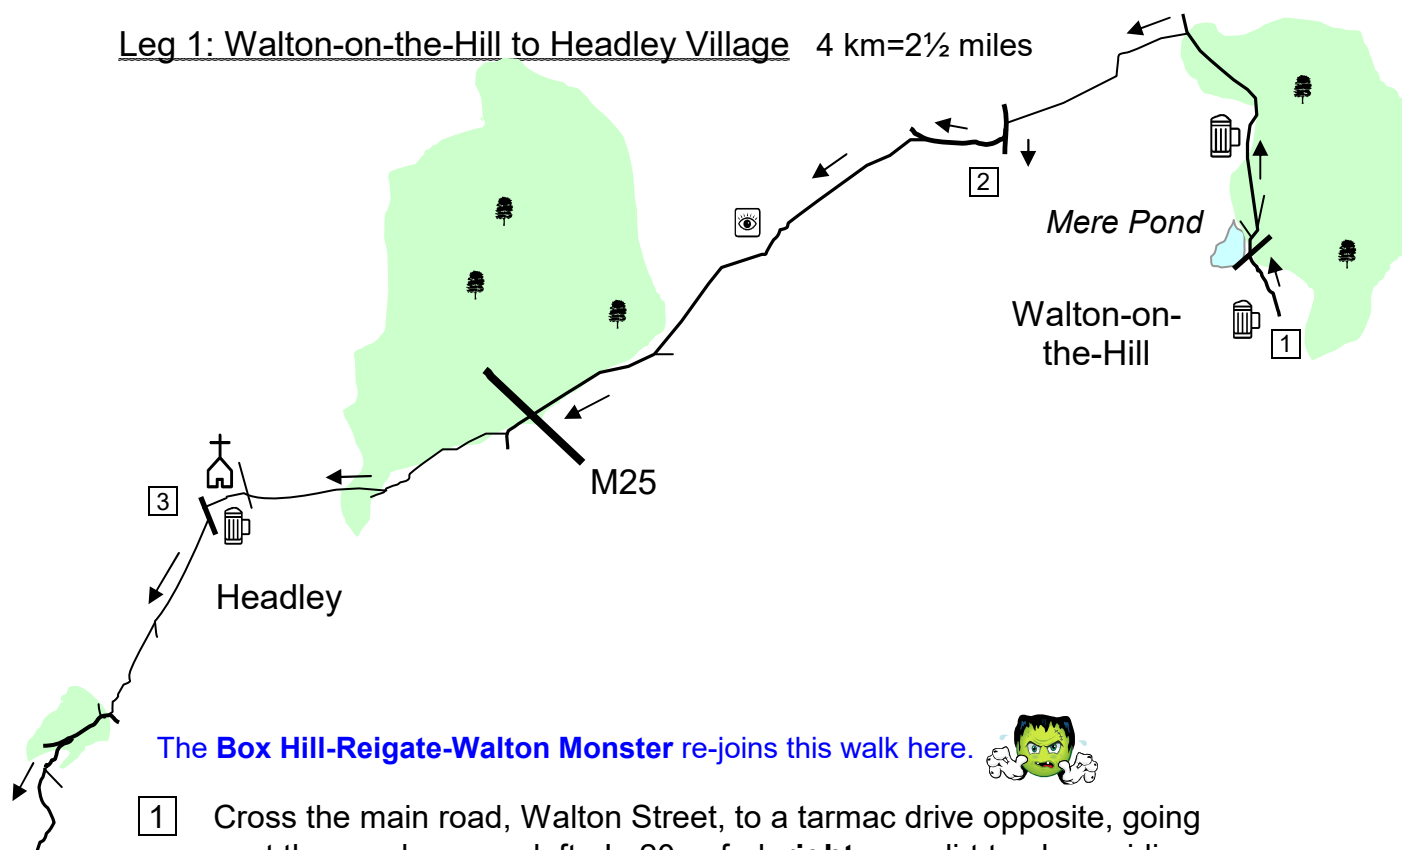 Leg 1: Walton-on-the-Hill to Headley Village 4 km=2½ miles
2
Mere Pond
Walton-on-
the-Hill
1
M25
3
Headley
The Box Hill-Reigate-Walton Monster re-joins this walk here.
1 Cross the main road, Walton Street, to a tarmac drive opposite, going